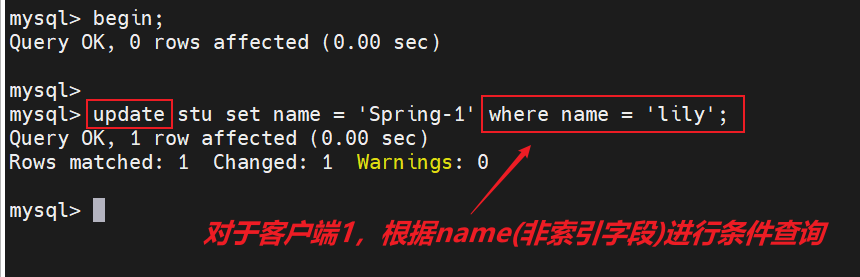 mysql> begin;
Query OK, 0 rows affected (0.00 sec)
mysql>
mysql> update stu set name = 'Spring-1' where name = 'lily';
Query OK, 1 row affected (0.00 sec)
Rows matched: 1  Changed: 1  Warnings: 0
mysql>
对于客户端1，根据name(非索引字段)进行条件查询